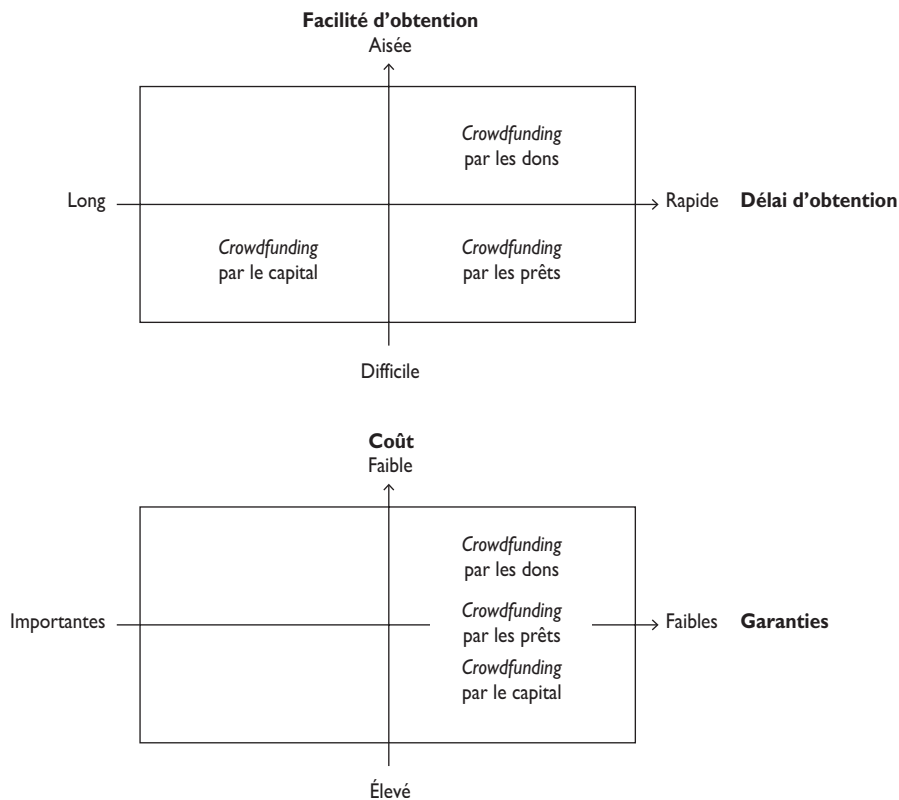 Facilité d’obtention
Aisée
Crowdfunding
par les dons
Long
Rapide Délai d’obtention
Crowdfunding
par le capital
Crowdfunding
par les prêts
Difficile
Coût
Faible
Crowdfunding
par les dons
Importantes
Crowdfunding
par les prêts
Faibles Garanties
Crowdfunding
par le capital
Élevé